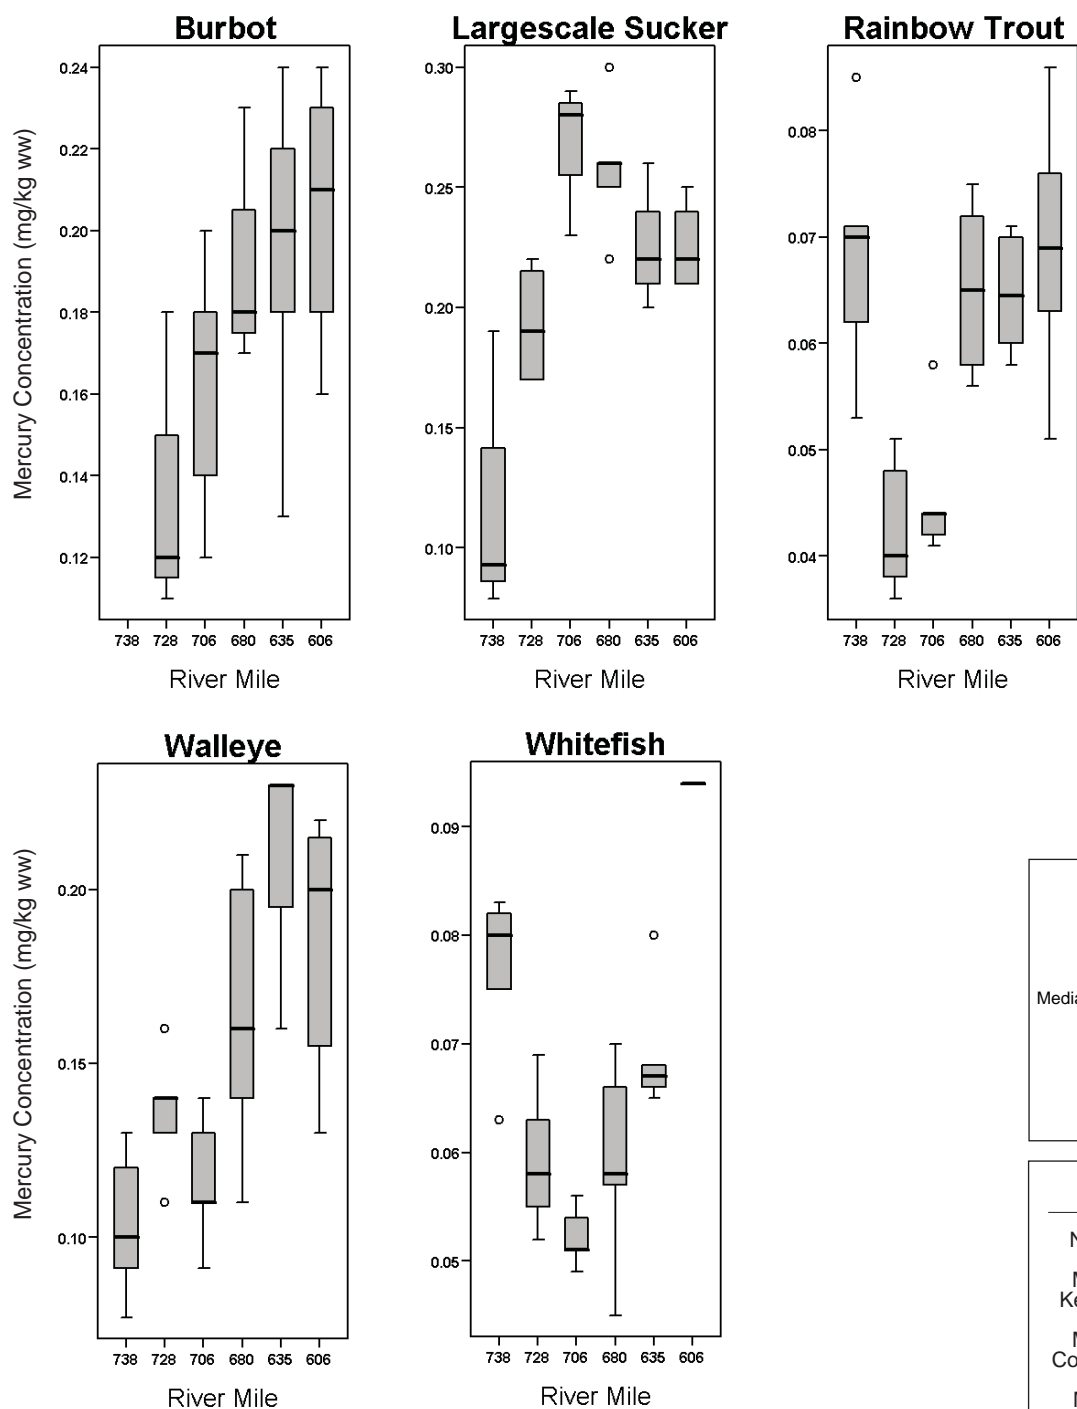 Burbot
Largescale Sucker
Rainbow Trout
Mercury Concentration (mg/kg ww)
0.24
0.22
0.20
0.18
0.16
0.14
0.12
738 728 706 680 635 606
River Mile
0.30
0.25
0.20
0.15
0.10
738 728 706 680 635 606
River Mile
0.08
0.07
0.06
0.05
0.04
738 728 706 680 635 606
River Mile
Walleye
Whitefish
Mercury Concentration (mg/kg ww)
0.20
0.15
0.10
738 728 706 680 635 606
River Mile
0.09
0.08
0.07
0.06
0.05
738 728 706 680 635 606
River Mile